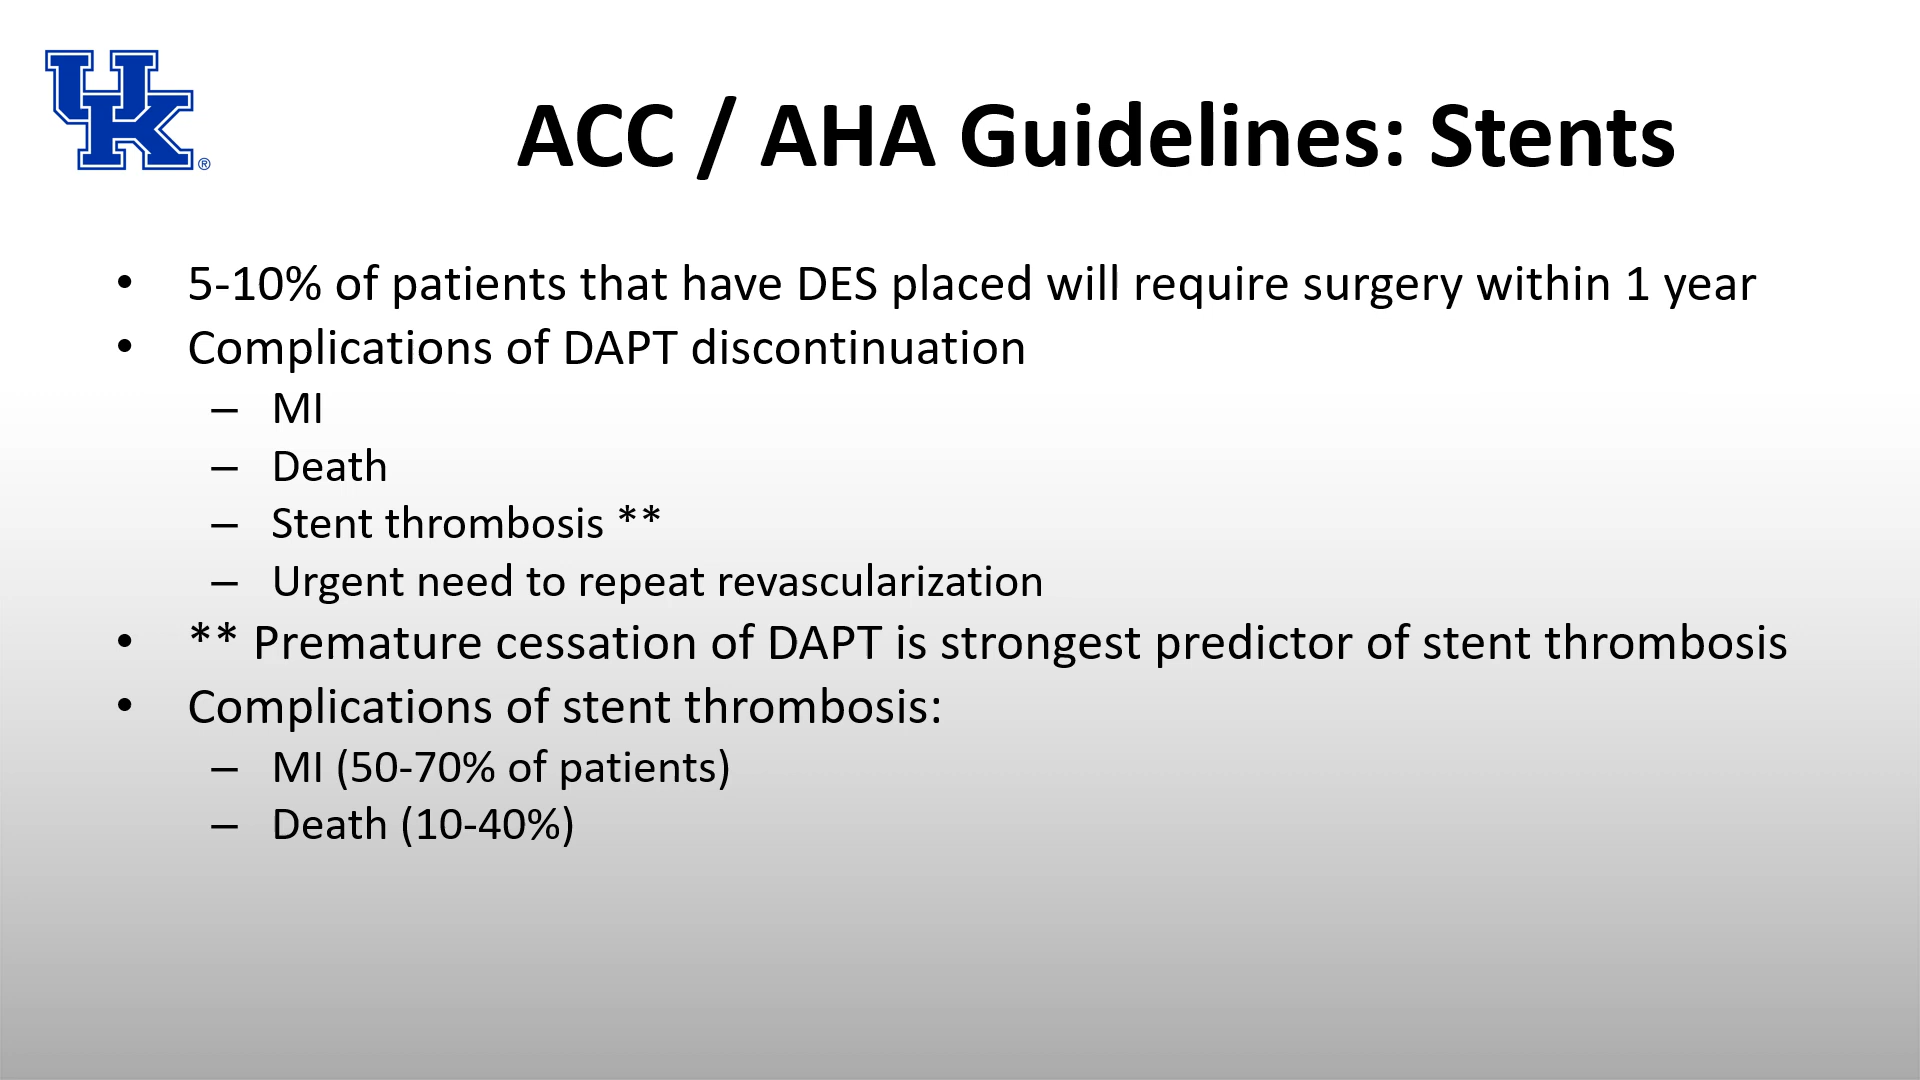 UK®
ACC / AHA Guidelines: Stents
• 5-10% of patients that have DES placed will require surgery within 1 year
• Complications of DAPT discontinuation
– MI
– Death
– Stent thrombosis **
– Urgent need to repeat revascularization
• ** Premature cessation of DAPT is strongest predictor of stent thrombosis
• Complications of stent thrombosis:
– MI (50-70% of patients)
– Death (10-40%)